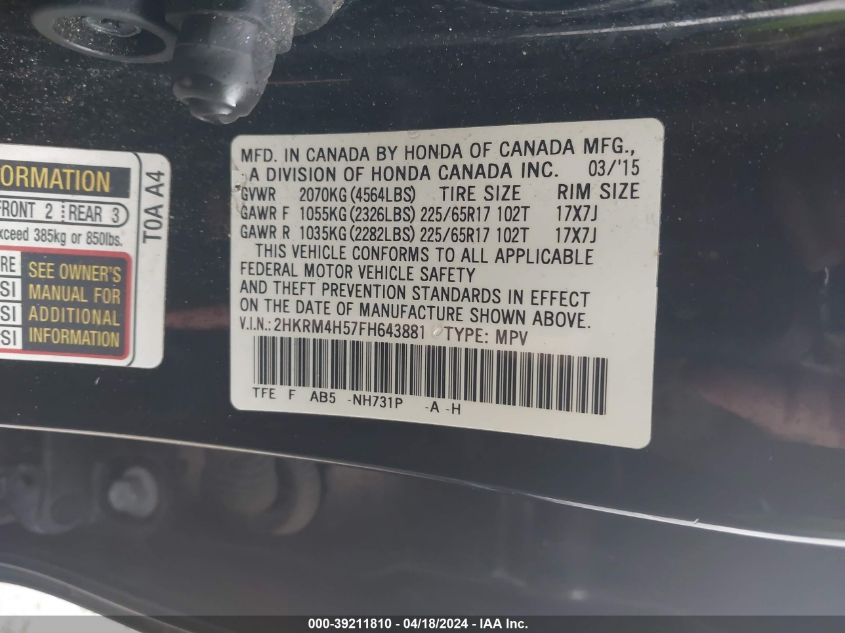 ORMATION
FRONT 2 REAR 3
xceed 385kg or 850lbs.
RE SEE OWNER'S
SI MANUAL FOR
SI ADDITIONAL
SI INFORMATION
T0A A4
MFD. IN CANADA BY HONDA OF CANADA MFG.,
A DIVISION OF HONDA CANADA INC. 03/'15
GVWR 2070KG (4564LBS) TIRE SIZE RIM SIZE
GAWR F 1055KG (2326LBS) 225/65R17 102T 17X7J
GAWR R 1035KG (2282LBS) 225/65R17 102T 17X7J
THIS VEHICLE CONFORMS TO ALL APPLICABLE
FEDERAL MOTOR VEHICLE SAFETY
AND THEFT PREVENTION STANDARDS IN EFFECT
ON THE DATE OF MANUFACTURE SHOWN ABOVE.
V.I.N.: 2HKRM4H57FH643881 TYPE: MPV
TFE F AB5 -NH731P -A -H
000-39211810 - 04/18/2024 - IAA Inc.